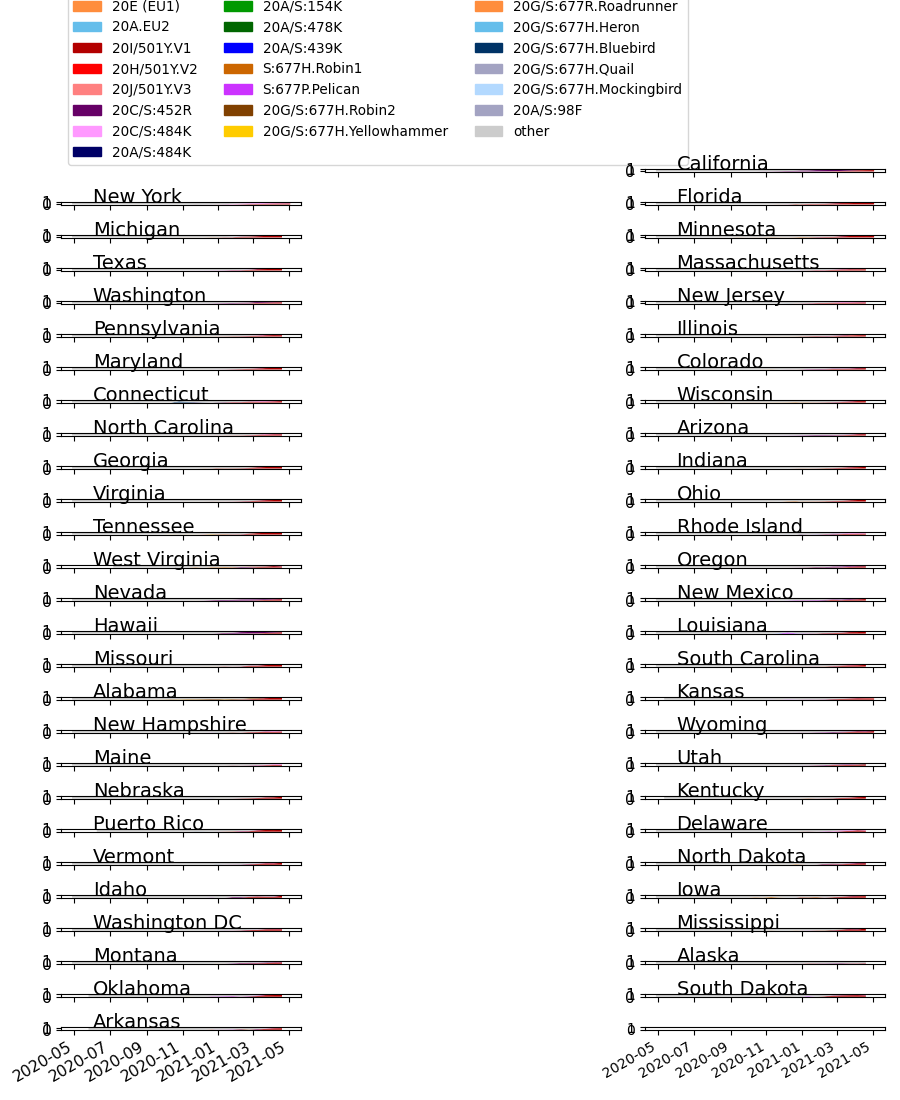 20E (EU1) 20A/S:154K 20G/S:677R.Roadrunner
20A.EU2 20A/S:478K 20G/S:677H.Heron
20I/501Y.V1 20A/S:439K 20G/S:677H.Bluebird
20H/501Y.V2 S:677H.Robin1 20G/S:677H.Quail
20J/501Y.V3 S:677P.Pelican 20G/S:677H.Mockingbird
20C/S:452R 20G/S:677H.Robin2 20A/S:98F
20C/S:484K 20G/S:677H.Yellowhammer other
20A/S:484K
California
New York Florida
Michigan Minnesota
Texas Massachusetts
Washington New Jersey
Pennsylvania Illinois
Maryland Colorado
Connecticut Wisconsin
North Carolina Arizona
Georgia Indiana
Virginia Ohio
Tennessee Rhode Island
West Virginia Oregon
Nevada New Mexico
Hawaii Louisiana
Missouri South Carolina
Alabama Kansas
New Hampshire Wyoming
Maine Utah
Nebraska Kentucky
Puerto Rico Delaware
Vermont North Dakota
Idaho Iowa
Washington DC Mississippi
Montana Alaska
Oklahoma South Dakota
Arkansas
2020-05 2020-07 2020-09 2020-11 2021-01 2021-03 2021-05 2020-05 2020-07 2020-09 2020-11 2021-01 2021-03 2021-05